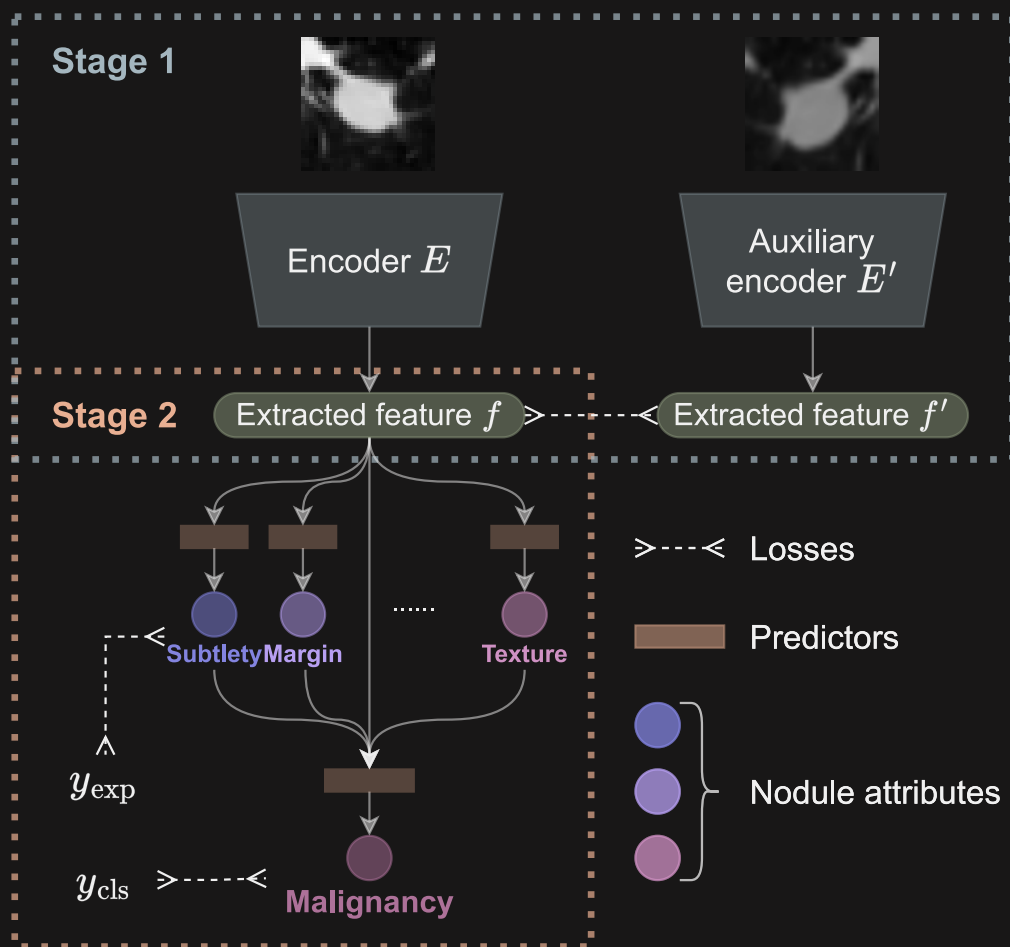 Stage 1
Encoder E
Auxiliary
encoder E′
Stage 2
Extracted feature f
Extracted feature f′
Losses
......
Predictors
Subtlety
Margin
Texture
y_exp
Nodule attributes
y_cls
Malignancy